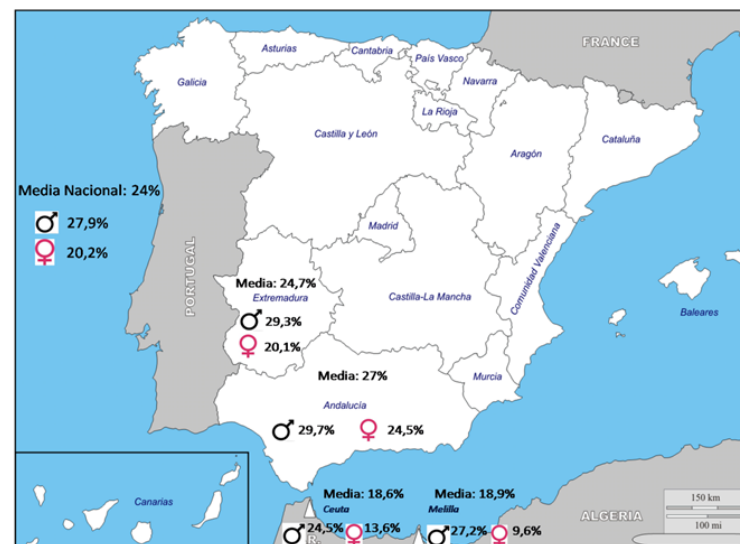 FRANCE
Asturias
Cantabria
País Vasco
Galicia
Navarra
La Rioja
Castilla y León
Cataluña
Aragón
Media Nacional: 24%
♂ 27,9%
♀ 20,2%
PORTUGAL
Madrid
Comunidad Valenciana
Media: 24,7%
Extremadura
♂ 29,3%
♀ 20,1%
Castilla-La Mancha
Baleares
Media: 27%
Murcia
Andalucía
♂ 29,7% ♀ 24,5%
Canarias
Media: 18,6%
Ceuta
♂ 24,5% ♀ 13,6%
R.
Media: 18,9%
Melilla
♂ 27,2% ♀ 9,6%
ALGERIA
150 km
100 mi